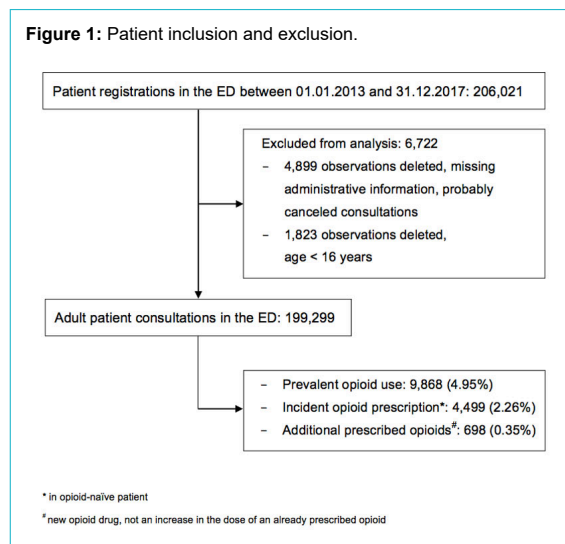 Figure 1: Patient inclusion and exclusion.
Patient registrations in the ED between 01.01.2013 and 31.12.2017: 206,021
Excluded from analysis: 6,722
− 4,899 observations deleted, missing
administrative information, probably
canceled consultations
− 1,823 observations deleted,
age < 16 years
Adult patient consultations in the ED: 199,299
− Prevalent opioid use: 9,868 (4.95%)
− Incident opioid prescription*: 4,499 (2.26%)
− Additional prescribed opioids#: 698 (0.35%)
* in opioid-naïve patient
# new opioid drug, not an increase in the dose of an already prescribed opioid